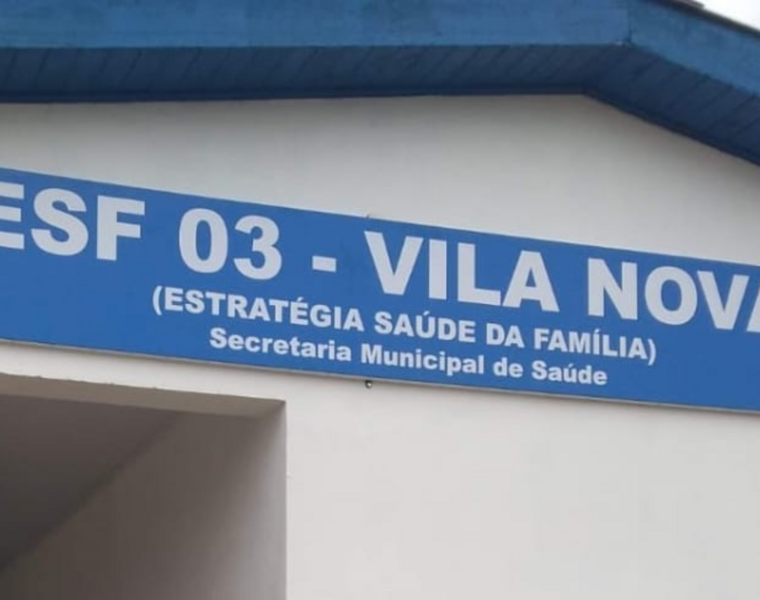 ESF 03 - VILA NOVA
(ESTRATÉGIA SAÚDE DA FAMÍLIA)
Secretaria Municipal de Saúde